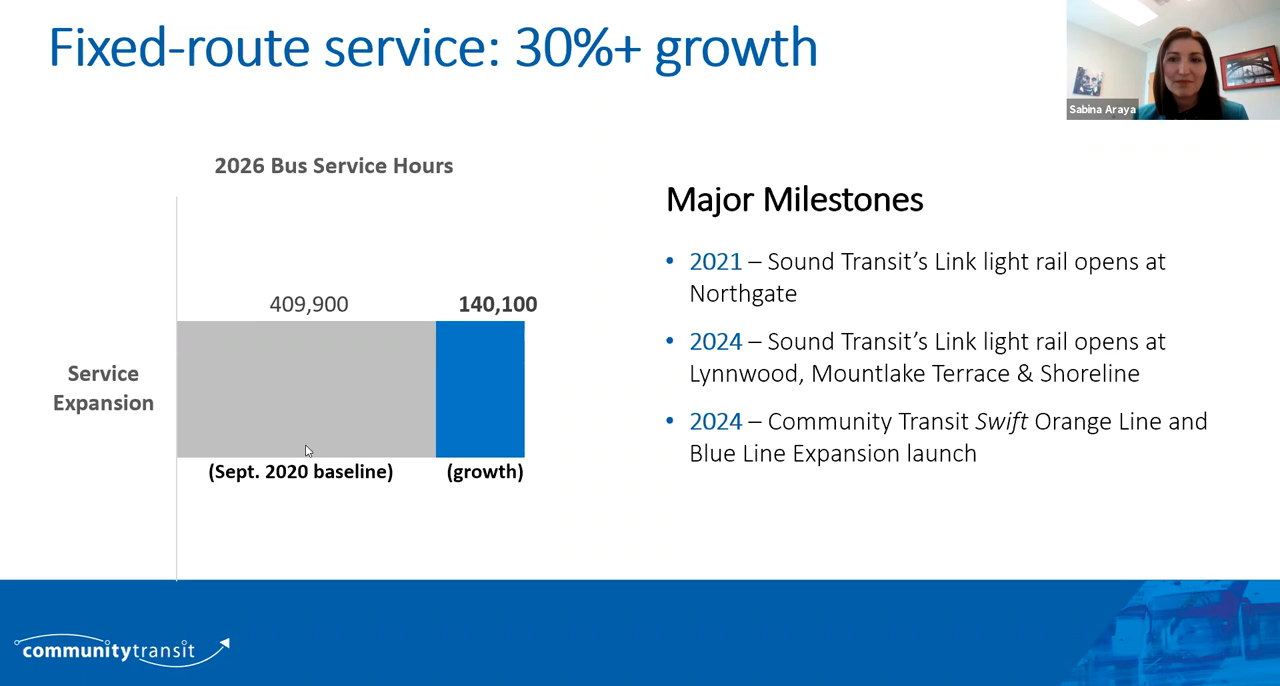 Fixed-route service: 30%+ growth
Sabina Araya
2026 Bus Service Hours
409,900
140,100
Service
Expansion
(Sept. 2020 baseline)
(growth)
Major Milestones
• 2021 – Sound Transit’s Link light rail opens at
Northgate
• 2024 – Sound Transit’s Link light rail opens at
Lynnwood, Mountlake Terrace & Shoreline
• 2024 – Community Transit Swift Orange Line and
Blue Line Expansion launch
communitytransit